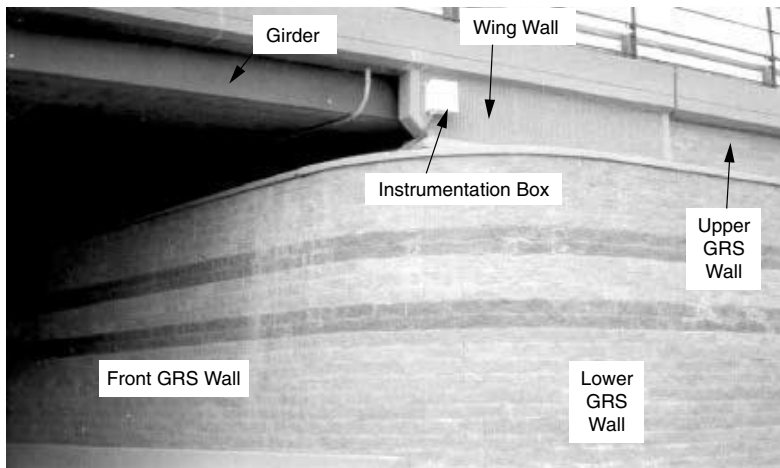 Girder
Wing Wall
Instrumentation Box
Upper
GRS
Wall
Front GRS Wall
Lower
GRS
Wall